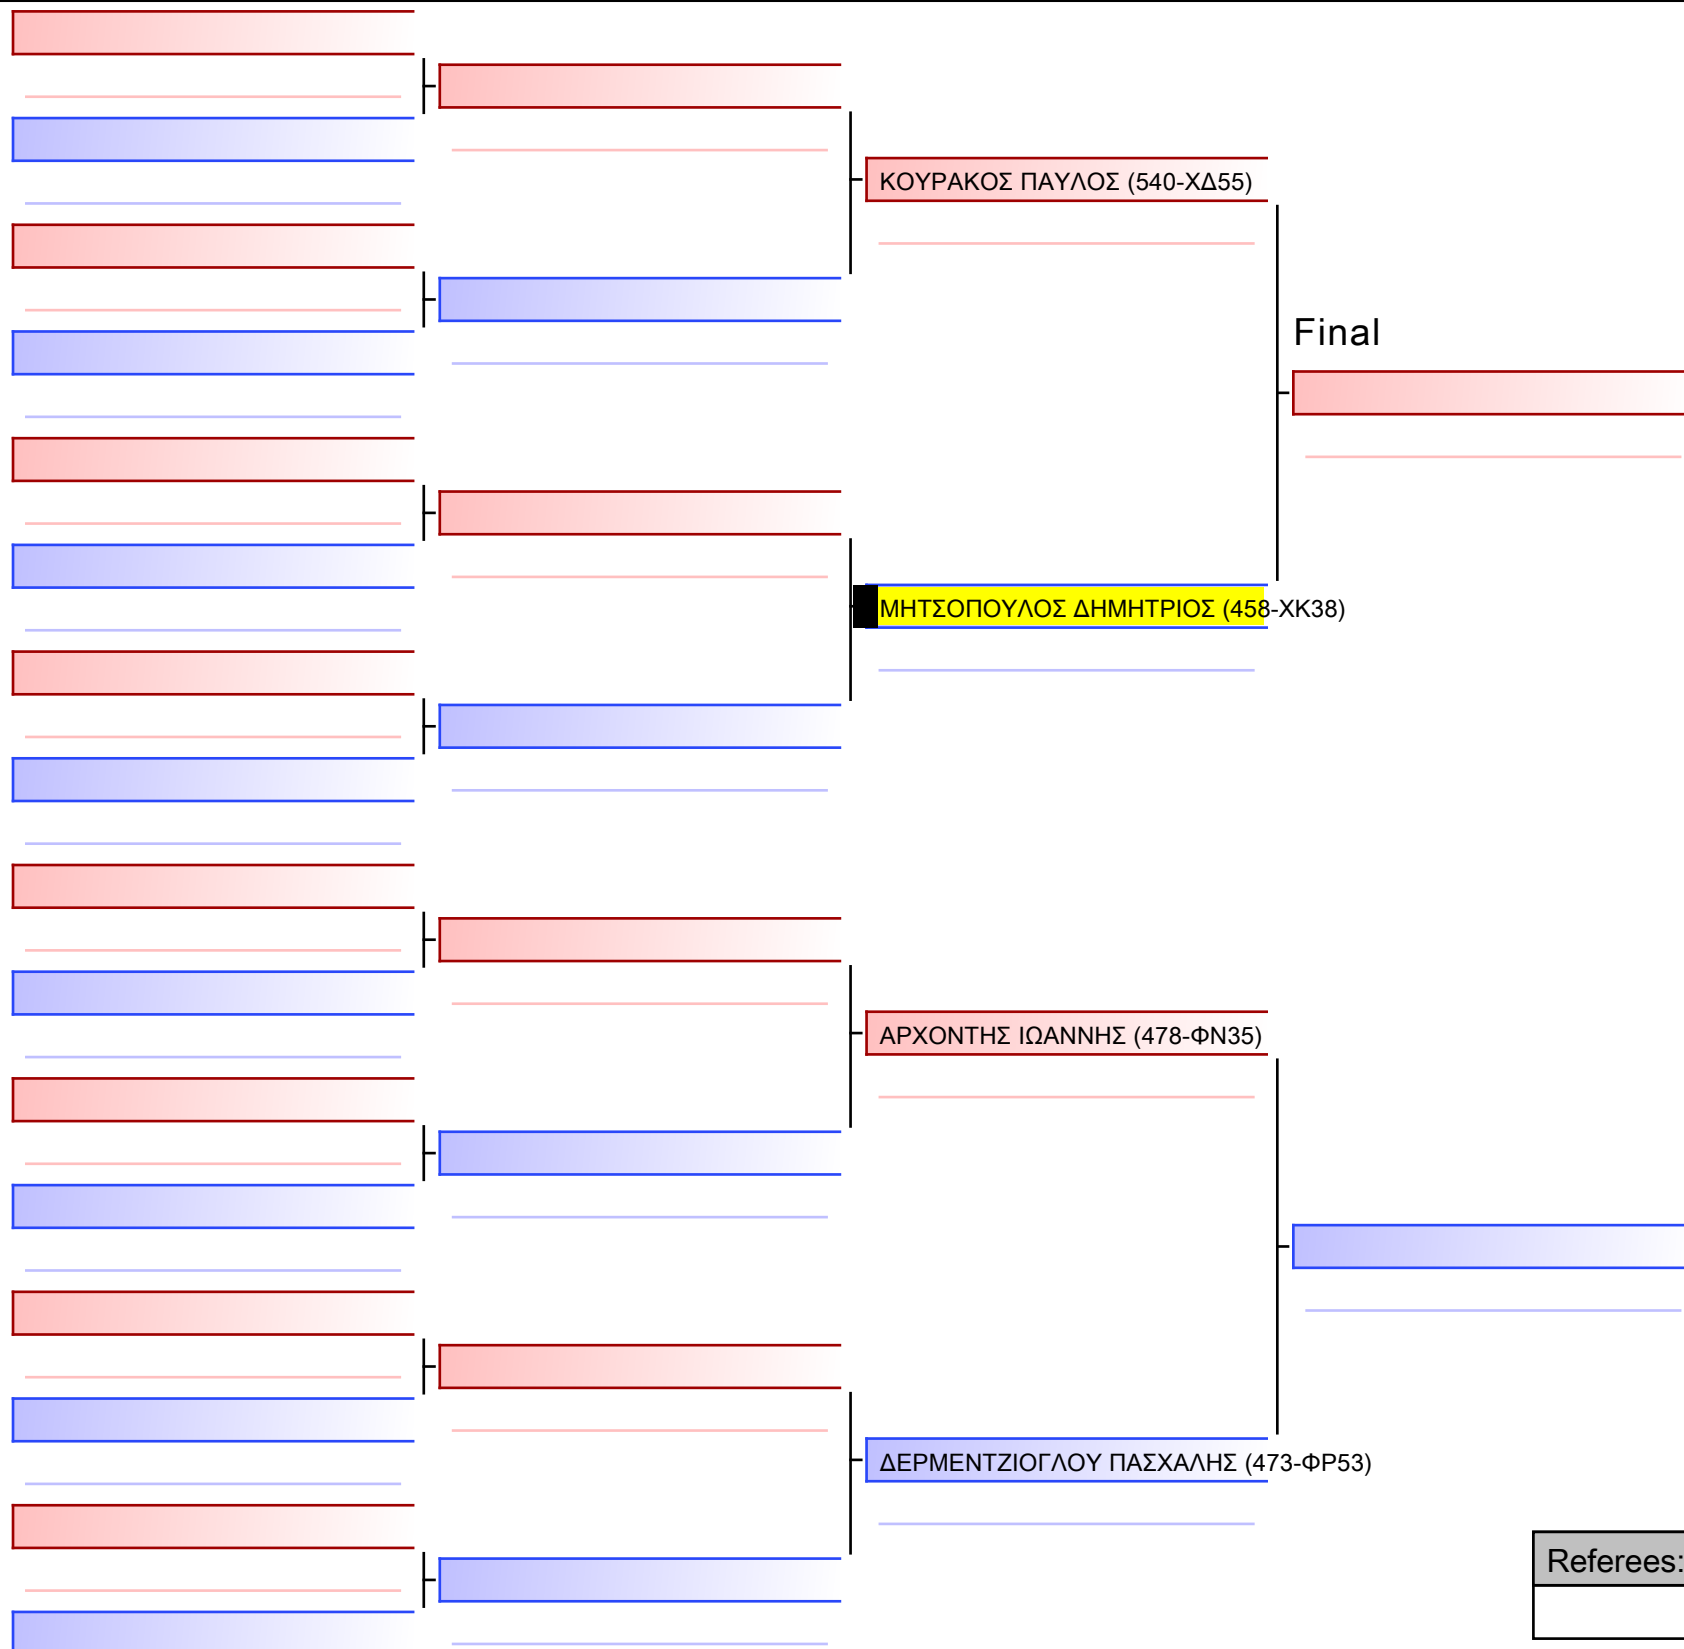 ΚΟΥΡΑΚΟΣ ΠΑΥΛΟΣ (540-ΧΔ55)
Final
ΜΗΤΣΟΠΟΥΛΟΣ ΔΗΜΗΤΡΙΟΣ (458-ΧΚ38)
ΑΡΧΟΝΤΗΣ ΙΩΑΝΝΗΣ (478-ΦΝ35)
ΔΕΡΜΕΝΤΖΙΟΓΛΟΥ ΠΑΣΧΑΛΗΣ (473-ΦΡ53)
Referees: